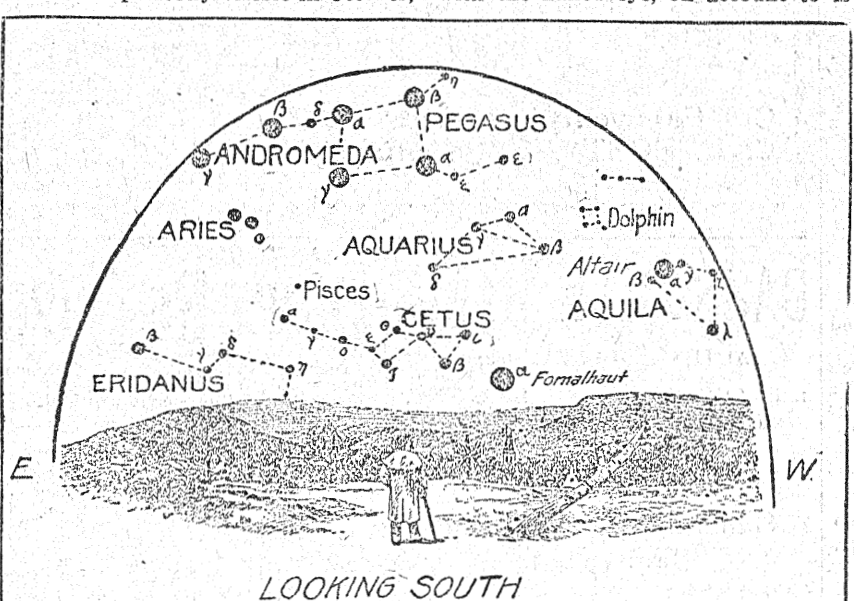 η
β
β δ α PEGASUS
ANDROMEDA
γ γ α ε ε
ARIES
AQUARIUS γ α β
δ
Dolphin
Altair
β α γ
AQUILA
λ
Pisces
α γ δ ε θ CETUS
β
β γ δ η
ERIDANUS
α Fomalhaut
E W.
LOOKING SOUTH